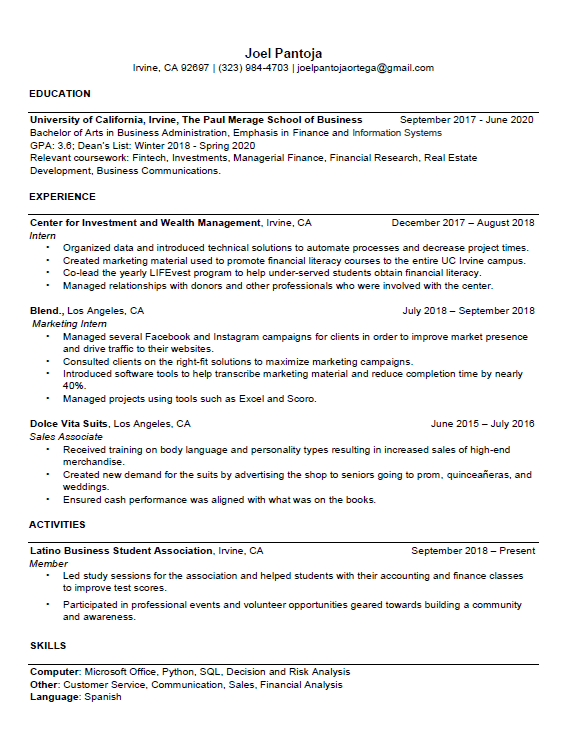 Joel Pantoja
Irvine, CA 92697 | (323) 984-4703 | joelpantojaortega@gmail.com
EDUCATION
University of California, Irvine, The Paul Merage School of Business September 2017 - June 2020
Bachelor of Arts in Business Administration, Emphasis in Finance and Information Systems
GPA: 3.6; Dean's List: Winter 2018 - Spring 2020
Relevant coursework: Fintech, Investments, Managerial Finance, Financial Research, Real Estate
Development, Business Communications.
EXPERIENCE
Center for Investment and Wealth Management, Irvine, CA December 2017 – August 2018
Intern
• Organized data and introduced technical solutions to automate processes and decrease project times.
• Created marketing material used to promote financial literacy courses to the entire UC Irvine campus.
• Co-lead the yearly LIFEvest program to help under-served students obtain financial literacy.
• Managed relationships with donors and other professionals who were involved with the center.
Blend., Los Angeles, CA July 2018 – September 2018
Marketing Intern
• Managed several Facebook and Instagram campaigns for clients in order to improve market presence
and drive traffic to their websites.
• Consulted clients on the right-fit solutions to maximize marketing campaigns.
• Introduced software tools to help transcribe marketing material and reduce completion time by nearly
40%.
• Managed projects using tools such as Excel and Scoro.
Dolce Vita Suits, Los Angeles, CA June 2015 – July 2016
Sales Associate
• Received training on body language and personality types resulting in increased sales of high-end
merchandise.
• Created new demand for the suits by advertising the shop to seniors going to prom, quinceañeras, and
weddings.
• Ensured cash performance was aligned with what was on the books.
ACTIVITIES
Latino Business Student Association, Irvine, CA September 2018 – Present
Member
• Led study sessions for the association and helped students with their accounting and finance classes
to improve test scores.
• Participated in professional events and volunteer opportunities geared towards building a community
and awareness.
SKILLS
Computer: Microsoft Office, Python, SQL, Decision and Risk Analysis
Other: Customer Service, Communication, Sales, Financial Analysis
Language: Spanish